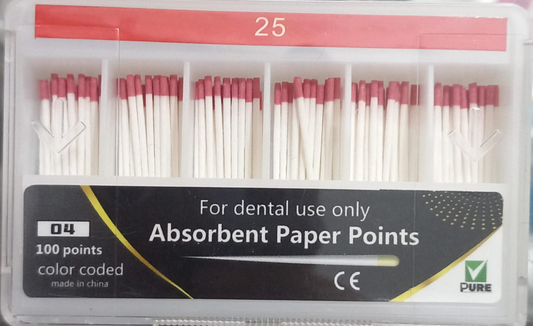 25
For dental use only
04
Absorbent Paper Points
100 points
color coded
made in china
CE
PURE